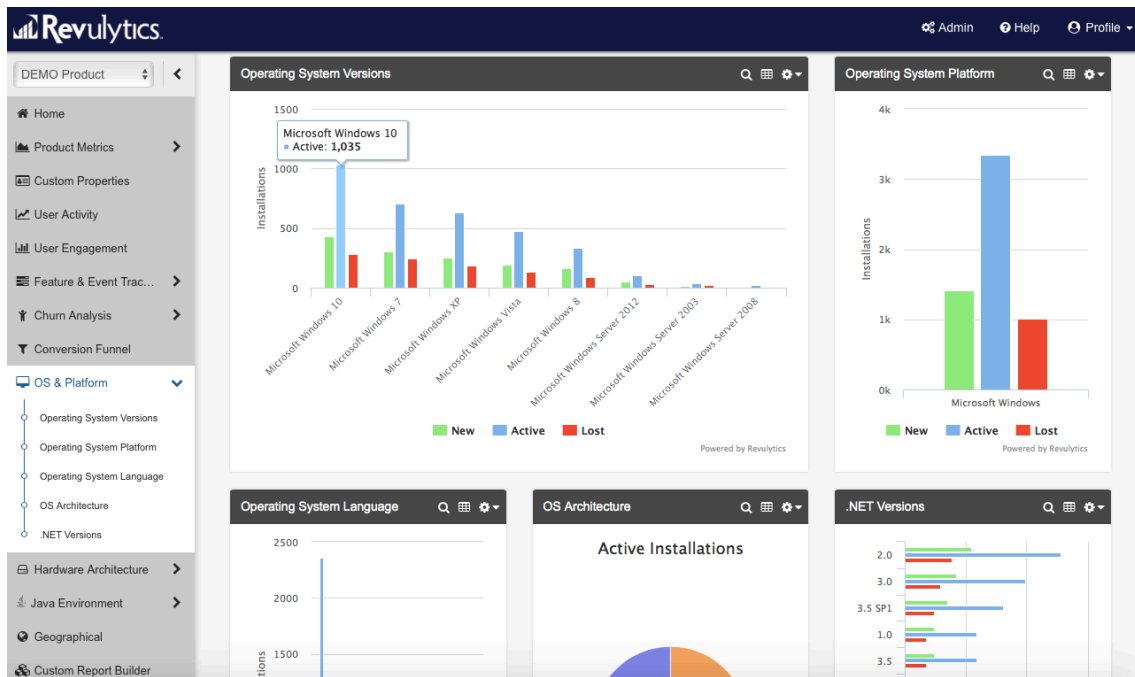 Revulytics
Admin
Help
Profile
DEMO Product
Home
Product Metrics
Custom Properties
User Activity
User Engagement
Feature & Event Trac...
Churn Analysis
Conversion Funnel
OS & Platform
Operating System Versions
Operating System Platform
Operating System Language
OS Architecture
.NET Versions
Hardware Architecture
Java Environment
Geographical
Custom Report Builder
Operating System Versions
1500
1000
500
0
Installations
Microsoft Windows 10
Active: 1,035
Microsoft Windows 10
Microsoft Windows 7
Microsoft Windows XP
Microsoft Windows Vista
Microsoft Windows 8
Microsoft Windows Server 2012
Microsoft Windows Server 2003
Microsoft Windows Server 2008
New Active Lost
Powered by Revulytics
Operating System Platform
4k
3k
2k
1k
0k
Installations
Microsoft Windows
New Active Lost
Powered by Revulytics
Operating System Language
2500
2000
1500
OS Architecture
Active Installations
.NET Versions
2.0
3.0
3.5 SP1
1.0
3.5